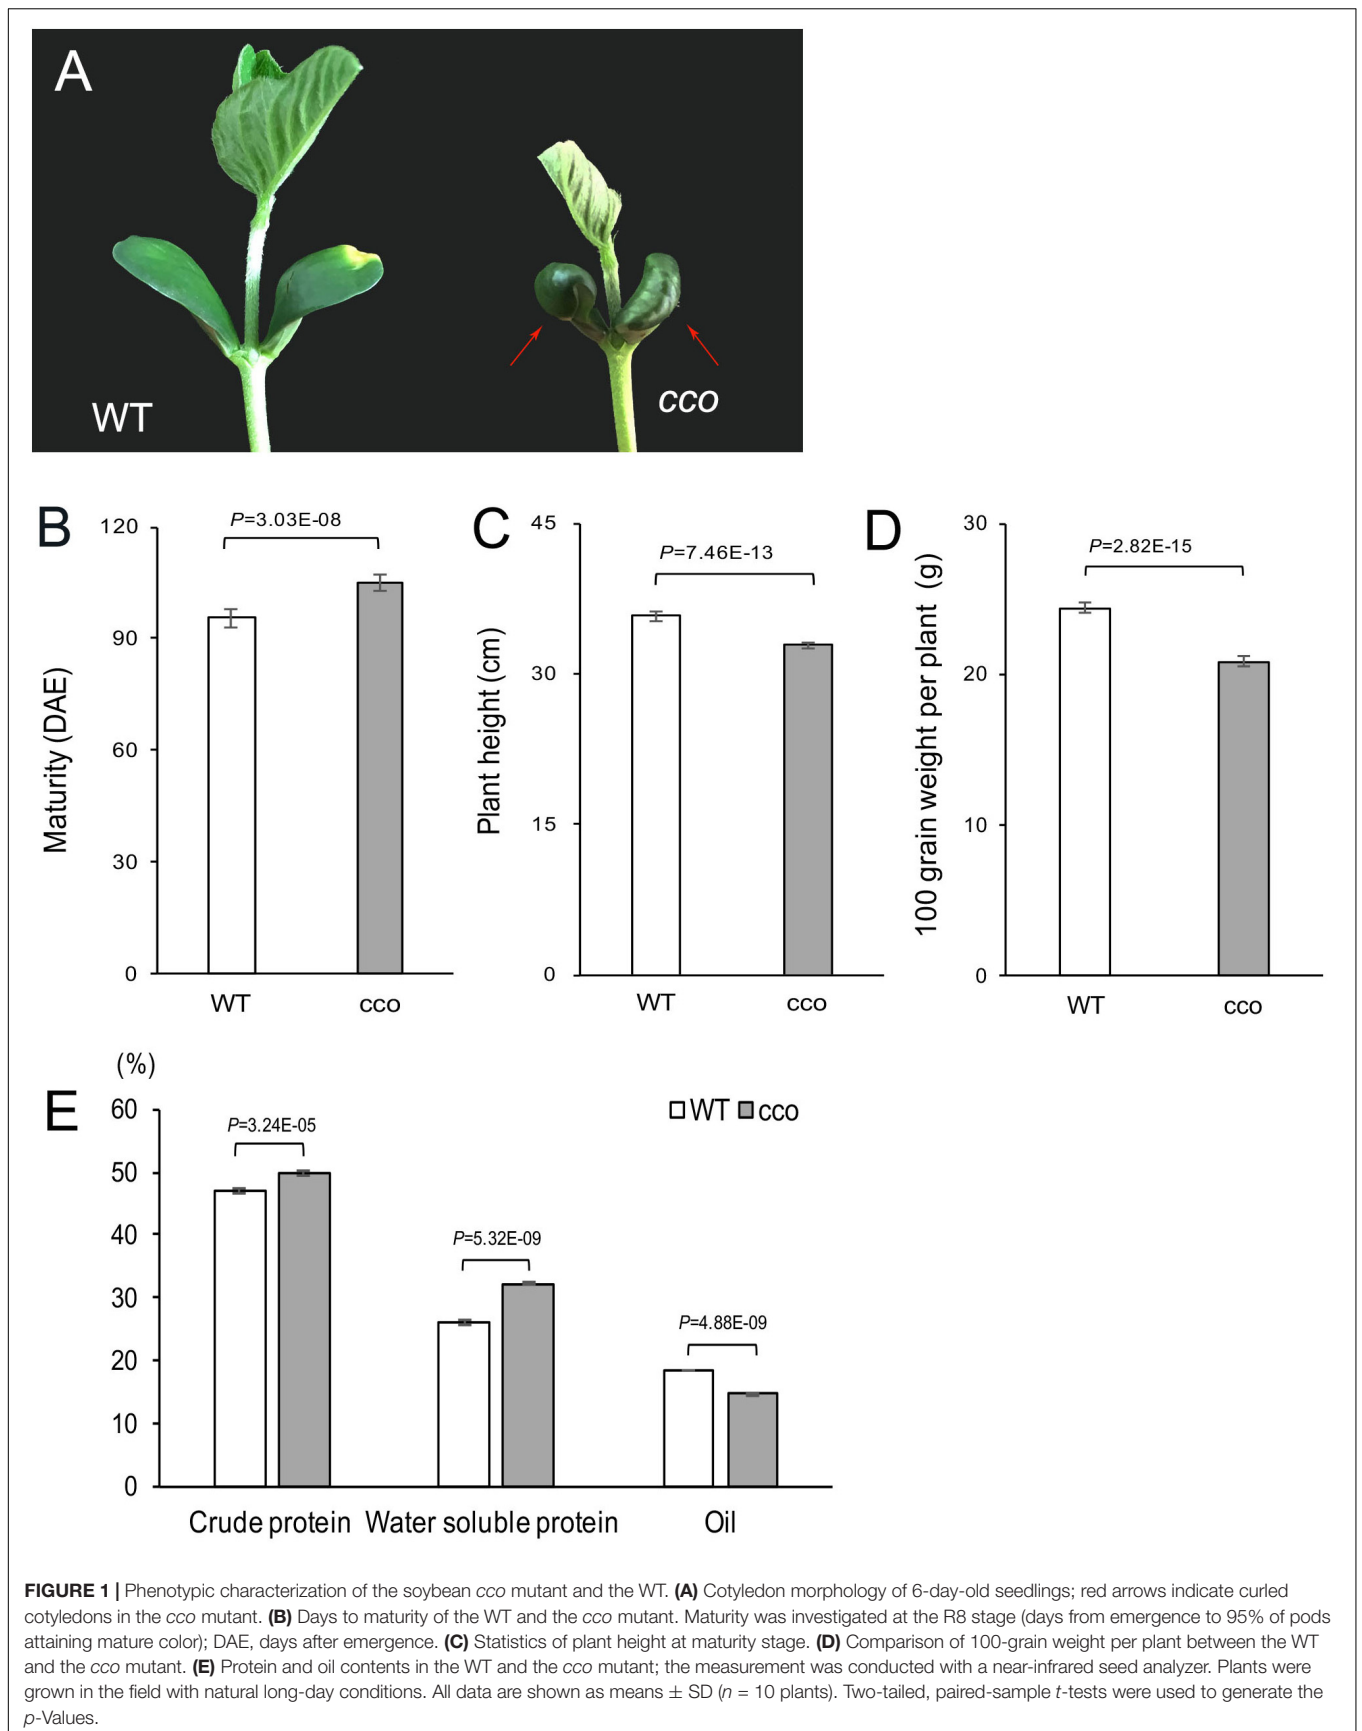 A
WT
cco
B
120
90
60
30
0
Maturity (DAE)
P=3.03E-08
WT
cco
C
45
30
15
0
Plant height (cm)
P=7.46E-13
WT
cco
D
30
20
10
0
100 grain weight per plant (g)
P=2.82E-15
WT
cco
E
(%)
60
50
40
30
20
10
0
WT
cco
P=3.24E-05
P=5.32E-09
P=4.88E-09
Crude protein
Water soluble protein
Oil
FIGURE 1 | Phenotypic characterization of the soybean cco mutant and the WT. (A) Cotyledon morphology of 6-day-old seedlings; red arrows indicate curled
cotyledons in the cco mutant. (B) Days to maturity of the WT and the cco mutant. Maturity was investigated at the R8 stage (days from emergence to 95% of pods
attaining mature color); DAE, days after emergence. (C) Statistics of plant height at maturity stage. (D) Comparison of 100-grain weight per plant between the WT
and the cco mutant. (E) Protein and oil contents in the WT and the cco mutant; the measurement was conducted with a near-infrared seed analyzer. Plants were
grown in the field with natural long-day conditions. All data are shown as means ± SD (n = 10 plants). Two-tailed, paired-sample t-tests were used to generate the
p-Values.